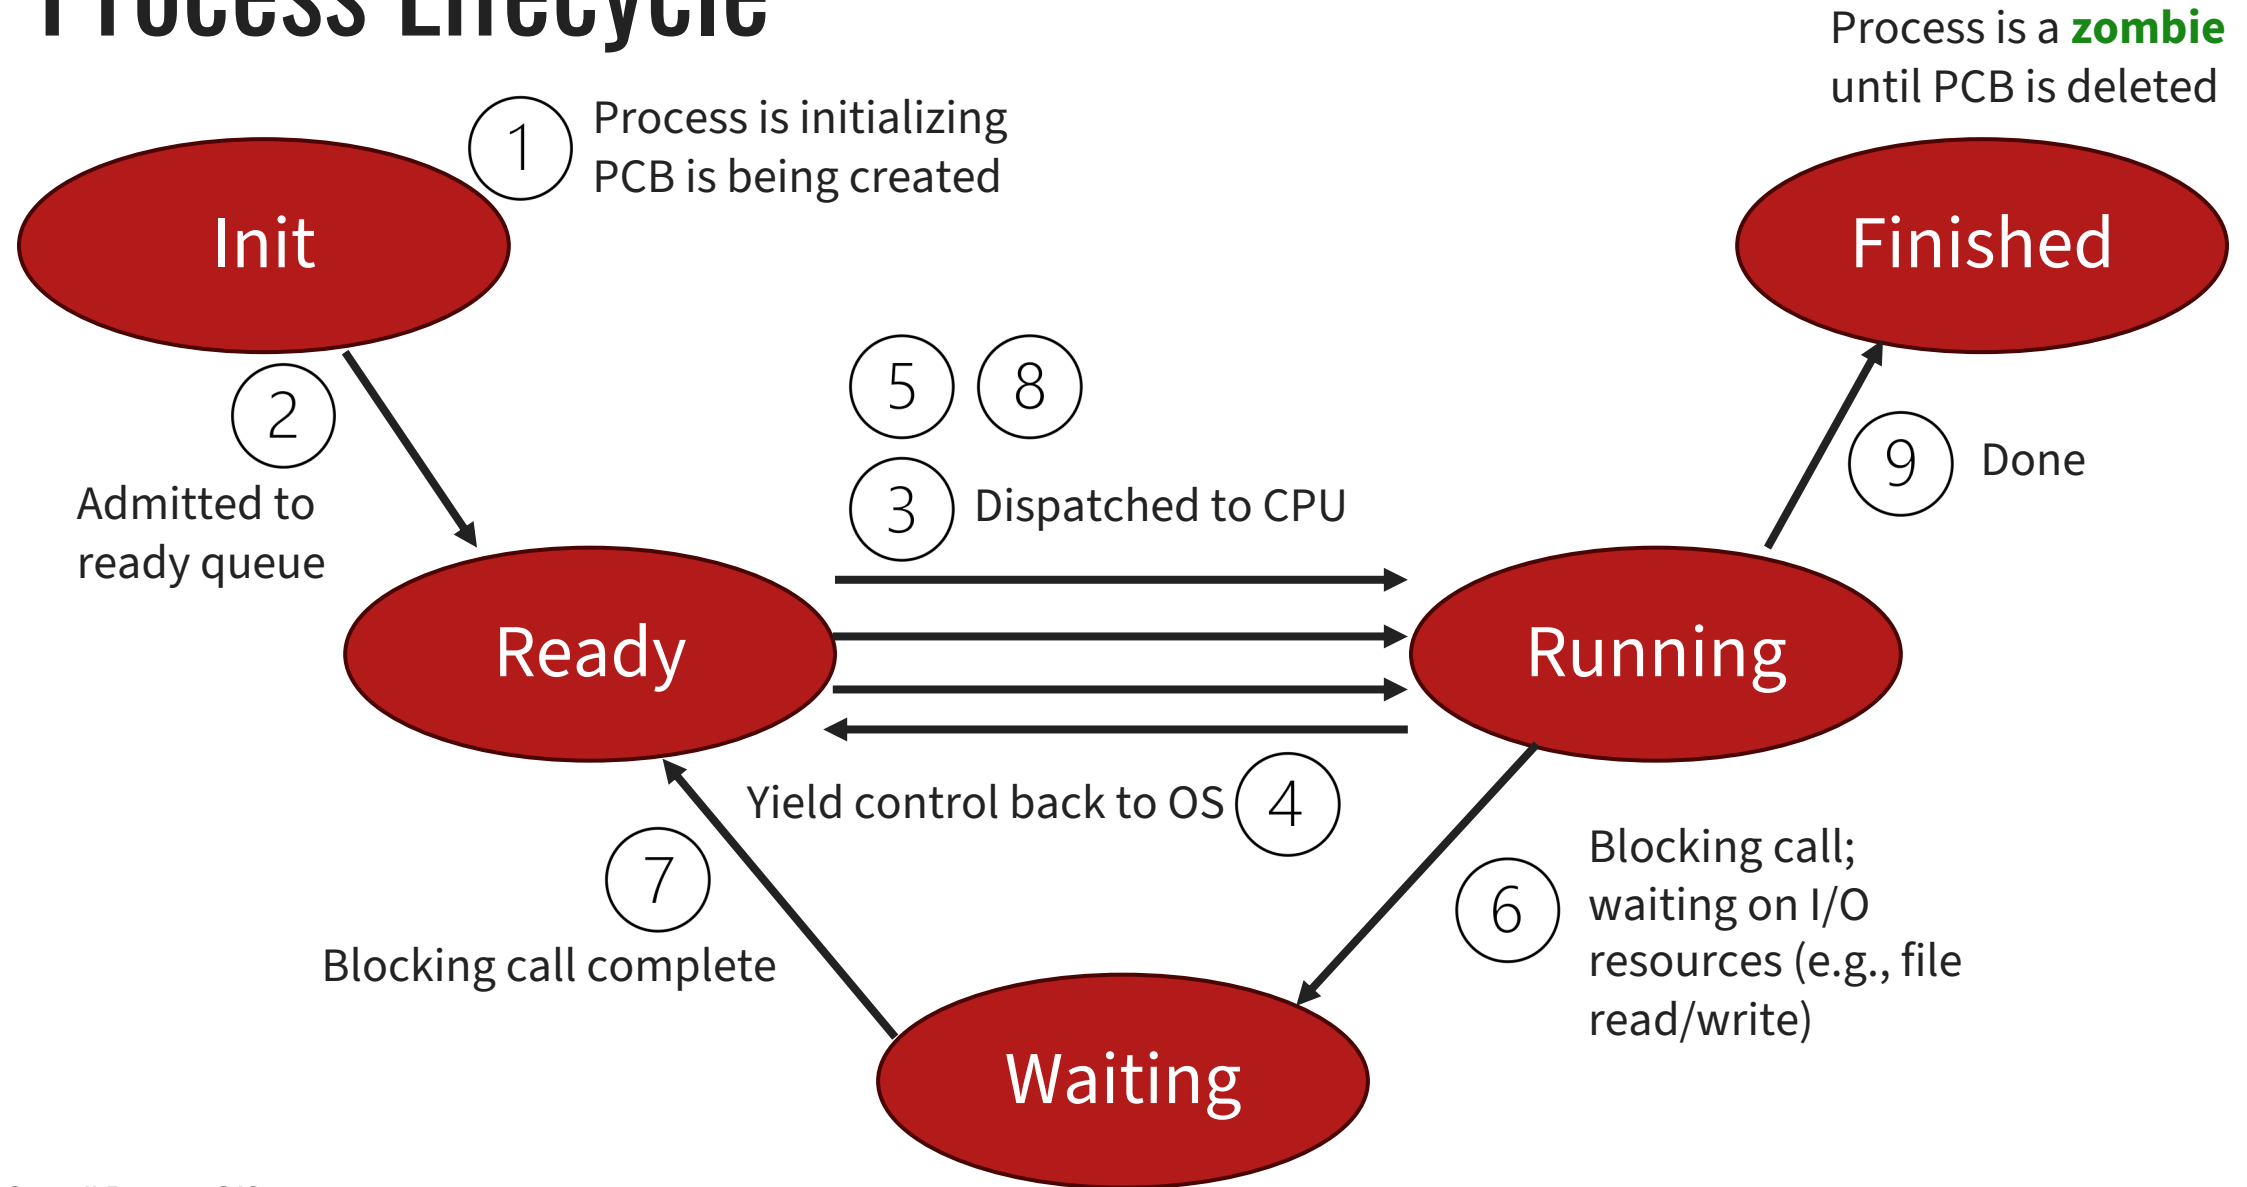 Process Lifecycle
Process is a zombie
until PCB is deleted
1
Process is initializing
PCB is being created
Init
Finished
2
Admitted to
ready queue
5 8
3 Dispatched to CPU
9 Done
Ready
Running
Yield control back to OS 4
7
Blocking call complete
6
Blocking call;
waiting on I/O
resources (e.g., file
read/write)
Waiting